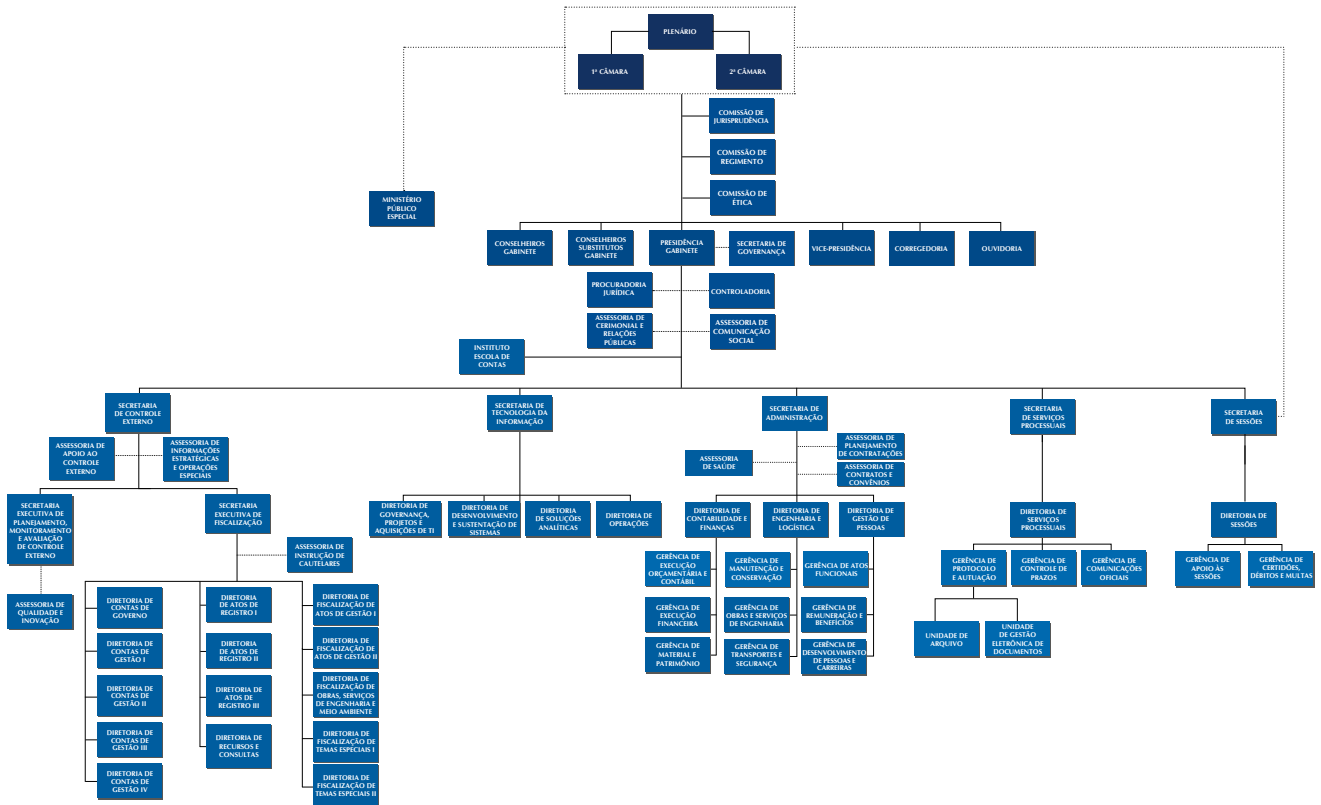 PLENÁRIO
1ª CÂMARA
2ª CÂMARA
COMISSÃO DE
JURISPRUDÊNCIA
COMISSÃO DE
REGIMENTO
COMISSÃO DE
ÉTICA
MINISTÉRIO
PÚBLICO
ESPECIAL
CONSELHEIROS
GABINETE
CONSELHEIROS
SUBSTITUTOS
GABINETE
PRESIDÊNCIA
GABINETE
SECRETARIA DE
GOVERNANÇA
VICE-PRESIDÊNCIA
CORREGEDORIA
OUVIDORIA
PROCURADORIA
JURÍDICA
CONTROLADORIA
ASSESSORIA DE
CERIMONIAL E
RELAÇÕES
PÚBLICAS
ASSESSORIA DE
COMUNICAÇÃO
SOCIAL
INSTITUTO
ESCOLA DE
CONTAS
SECRETARIA
DE CONTROLE
EXTERNO
SECRETARIA DE
TECNOLOGIA DA
INFORMAÇÃO
SECRETARIA DE
ADMINISTRAÇÃO
SECRETARIA
DE SERVIÇOS
PROCESSUAIS
SECRETARIA
DE SESSÕES
ASSESSORIA DE
APOIO AO
CONTROLE
EXTERNO
ASSESSORIA DE
INFORMAÇÕES
ESTRATÉGICAS
E OPERAÇÕES
ESPECIAIS
ASSESSORIA
DE SAÚDE
ASSESSORIA DE
PLANEJAMENTO
DE CONTRATAÇÕES
ASSESSORIA DE
CONTRATOS E
CONVÊNIOS
SECRETARIA
EXECUTIVA DE
PLANEJAMENTO,
MONITORAMENTO
E AVALIAÇÃO
DE CONTROLE
EXTERNO
SECRETARIA
EXECUTIVA DE
FISCALIZAÇÃO
DIRETORIA DE
GOVERNANÇA,
PROJETOS E
AQUISIÇÕES DE TI
DIRETORIA DE
DESENVOLVIMENTO
E SUSTENTAÇÃO DE
SISTEMAS
DIRETORIA
DE SOLUÇÕES
ANALÍTICAS
DIRETORIA DE
OPERAÇÕES
DIRETORIA DE
CONTABILIDADE E
FINANÇAS
DIRETORIA DE
ENGENHARIA E
LOGÍSTICA
DIRETORIA DE
GESTÃO DE
PESSOAS
DIRETORIA DE
SERVIÇOS
PROCESSUAIS
DIRETORIA DE
SESSÕES
ASSESSORIA DE
INSTRUÇÃO DE
CAUTELARES
GERÊNCIA DE
EXECUÇÃO
ORÇAMENTÁRIA E
CONTÁBIL
GERÊNCIA DE
MANUTENÇÃO E
CONSERVAÇÃO
GERÊNCIA DE ATOS
FUNCIONAIS
GERÊNCIA DE
PROTOCOLO
E AUTUAÇÃO
GERÊNCIA DE
CONTROLE DE
PRAZOS
GERÊNCIA DE
COMUNICAÇÕES
OFICIAIS
GERÊNCIA DE
APOIO ÀS
SESSÕES
GERÊNCIA DE
CERTIDÕES,
DÉBITOS E MULTAS
ASSESSORIA DE
QUALIDADE E
INOVAÇÃO
DIRETORIA DE
CONTAS DE
GOVERNO
DIRETORIA
DE ATOS DE
REGISTRO I
DIRETORIA DE
FISCALIZAÇÃO DE
ATOS DE GESTÃO I
GERÊNCIA DE
EXECUÇÃO
FINANCEIRA
GERÊNCIA DE
OBRAS E SERVIÇOS
DE ENGENHARIA
GERÊNCIA DE
REMUNERAÇÃO E
BENEFÍCIOS
UNIDADE DE
ARQUIVO
UNIDADE
DE GESTÃO
ELETRÔNICA DE
DOCUMENTOS
DIRETORIA DE
CONTAS DE
GESTÃO I
DIRETORIA
DE ATOS DE
REGISTRO II
DIRETORIA DE
FISCALIZAÇÃO DE
ATOS DE GESTÃO II
GERÊNCIA DE
MATERIAL E
PATRIMÔNIO
GERÊNCIA DE
TRANSPORTES E
SEGURANÇA
GERÊNCIA DE
DESENVOLVIMENTO
DE PESSOAS E
CARREIRAS
DIRETORIA DE
CONTAS DE
GESTÃO II
DIRETORIA DE
ATOS DE
REGISTRO III
DIRETORIA DE
FISCALIZAÇÃO DE
OBRAS, SERVIÇOS
DE ENGENHARIA E
MEIO AMBIENTE
DIRETORIA DE
CONTAS DE
GESTÃO III
DIRETORIA DE
RECURSOS E
CONSULTAS
DIRETORIA DE
FISCALIZAÇÃO DE
TEMAS ESPECIAIS I
DIRETORIA DE
CONTAS DE
GESTÃO IV
DIRETORIA DE
FISCALIZAÇÃO DE
TEMAS ESPECIAIS II